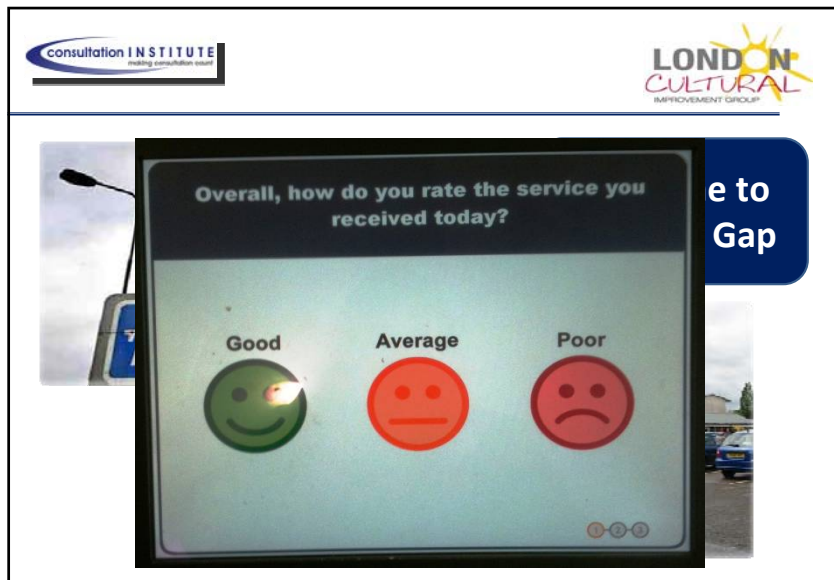 consultation INSTITUTE
making consultation count
LONDON
CULTURAL
IMPROVEMENT GROUP
e to
Gap
Overall, how do you rate the service you
received today?
Good Average Poor
1 2 3